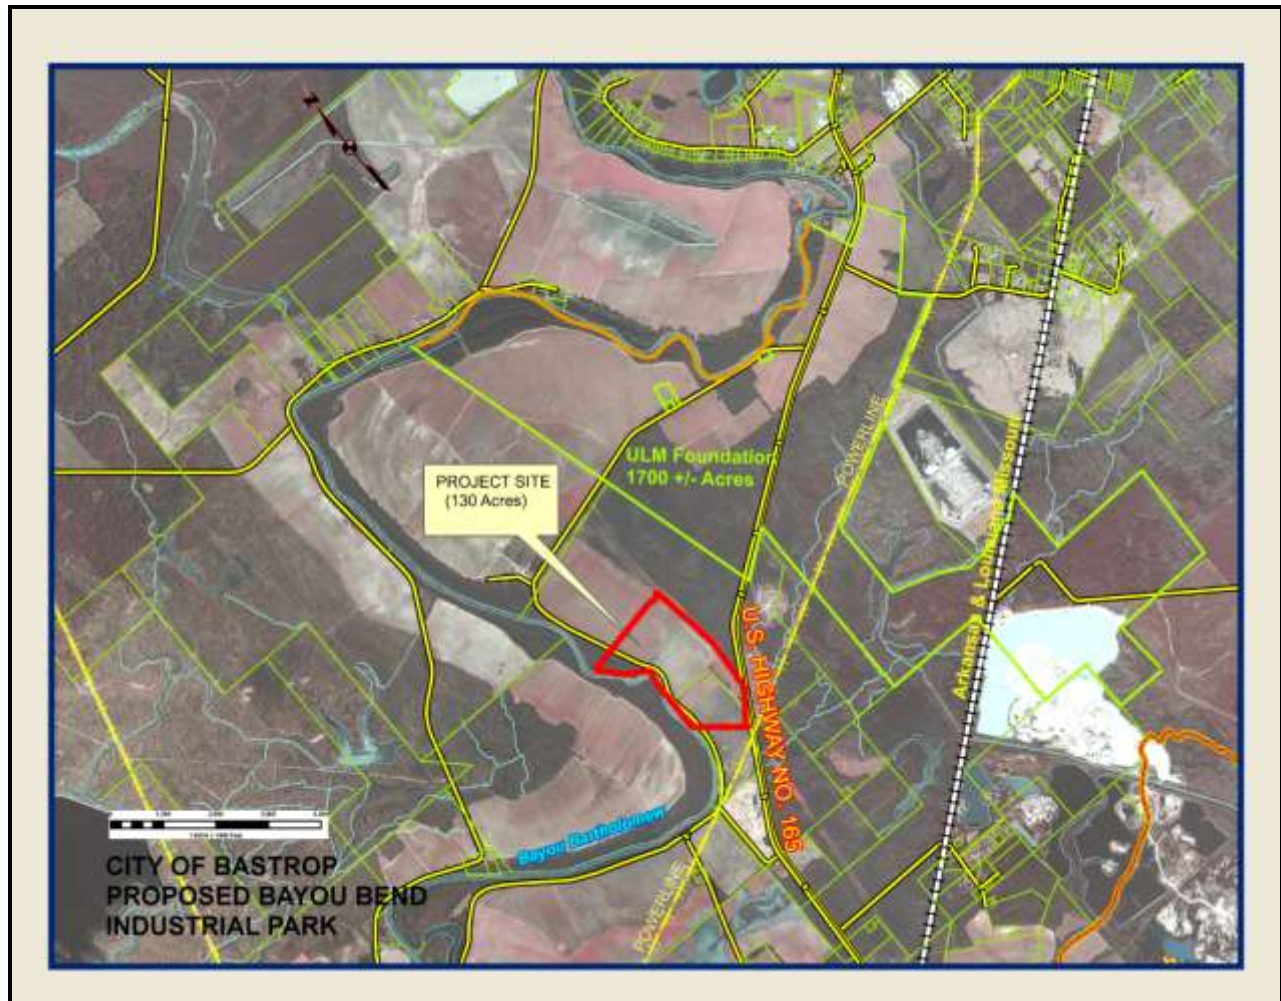 POWERLINE
ULM Foundation
1700 +/- Acres
PROJECT SITE
(130 Acres)
Arkansas & Louisiana Missouri
U.S. HIGHWAY NO. 165
Bayou Bartholomew
POWERLINE
CITY OF BASTROP
PROPOSED BAYOU BEND
INDUSTRIAL PARK